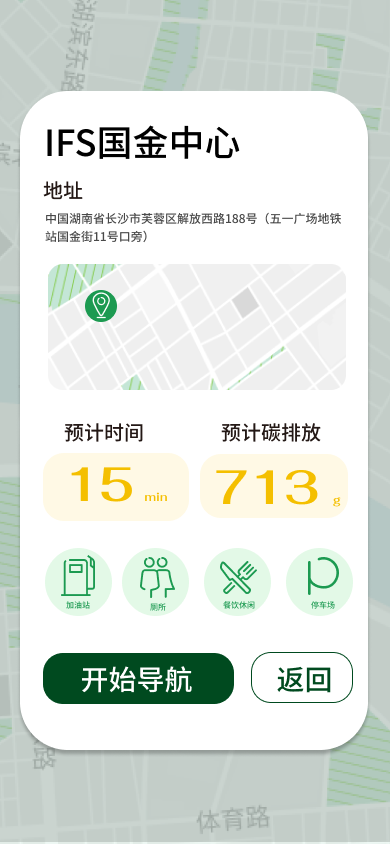 湖滨东路
IFS国金中心
地址
中国湖南省长沙市芙蓉区解放西路188号（五一广场地铁
站国金街11号口旁）
预计时间
预计碳排放
15 min
713 g
加油站
厕所
餐饮休闲
停车场
开始导航
返回
路
体育路